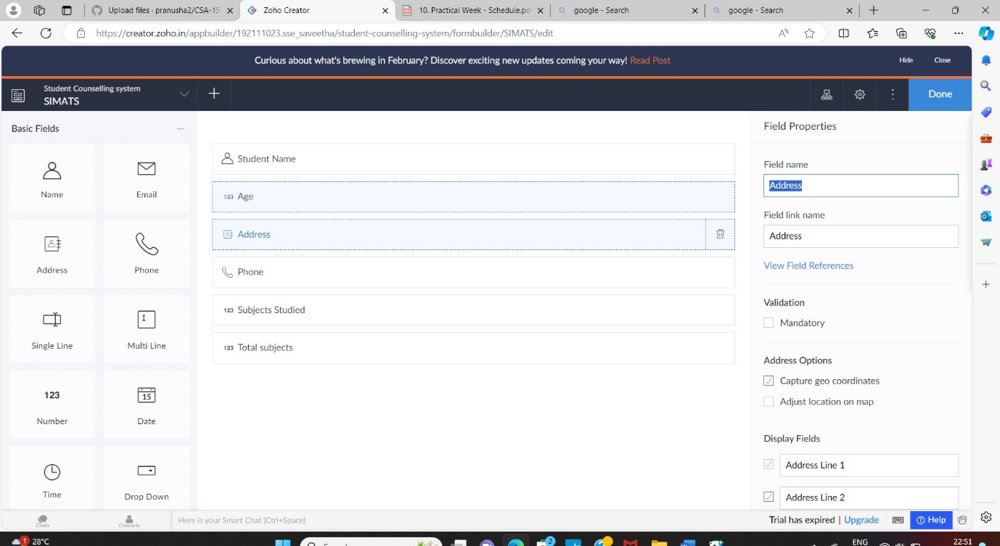 Upload files · pranusha2/CSA-15
Zoho Creator
10. Practical Week - Schedule.pd
google - Search
google - Search
https://creator.zoho.in/appbuilder/192111023.sse_saveetha/student-counselling-system/formbuilder/SIMATS/edit
Curious about what's brewing in February? Discover exciting new updates coming your way! Read Post
Hide
Close
Student Counselling system
SIMATS
Done
Basic Fields
Name
Email
Address
Phone
Single Line
Multi Line
123
Number
15
Date
Time
Drop Down
Student Name
123 Age
Address
Phone
123 Subjects Studied
123 Total subjects
Field Properties
Field name
Address
Field link name
Address
View Field References
Validation
Mandatory
Address Options
Capture geo coordinates
Adjust location on map
Display Fields
Address Line 1
Address Line 2
Chats
Contacts
Here is your Smart Chat (Ctrl+Space)
Trial has expired | Upgrade
Help
1
28°C
2
ENG
22:51